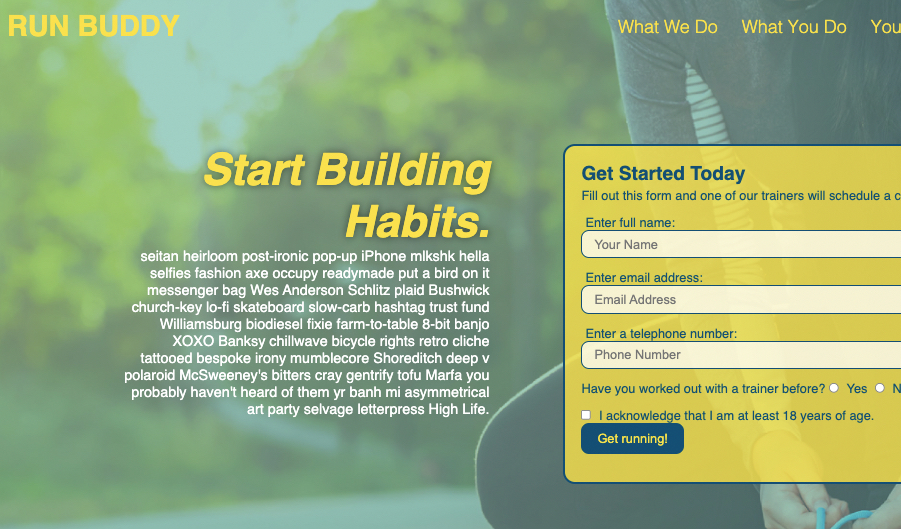 RUN BUDDY
What We Do What You Do You
Start Building
Habits.
seitan heirloom post-ironic pop-up iPhone mlkshk hella
selfies fashion axe occupy readymade put a bird on it
messenger bag Wes Anderson Schlitz plaid Bushwick
church-key lo-fi skateboard slow-carb hashtag trust fund
Williamsburg biodiesel fixie farm-to-table 8-bit banjo
XOXO Banksy chillwave bicycle rights retro cliche
tattooed bespoke irony mumblecore Shoreditch deep v
polaroid McSweeney's bitters cray gentrify tofu Marfa you
probably haven't heard of them yr banh mi asymmetrical
art party selvage letterpress High Life.
Get Started Today
Fill out this form and one of our trainers will schedule a c
Enter full name:
Your Name
Enter email address:
Email Address
Enter a telephone number:
Phone Number
Have you worked out with a trainer before? Yes N
I acknowledge that I am at least 18 years of age.
Get running!